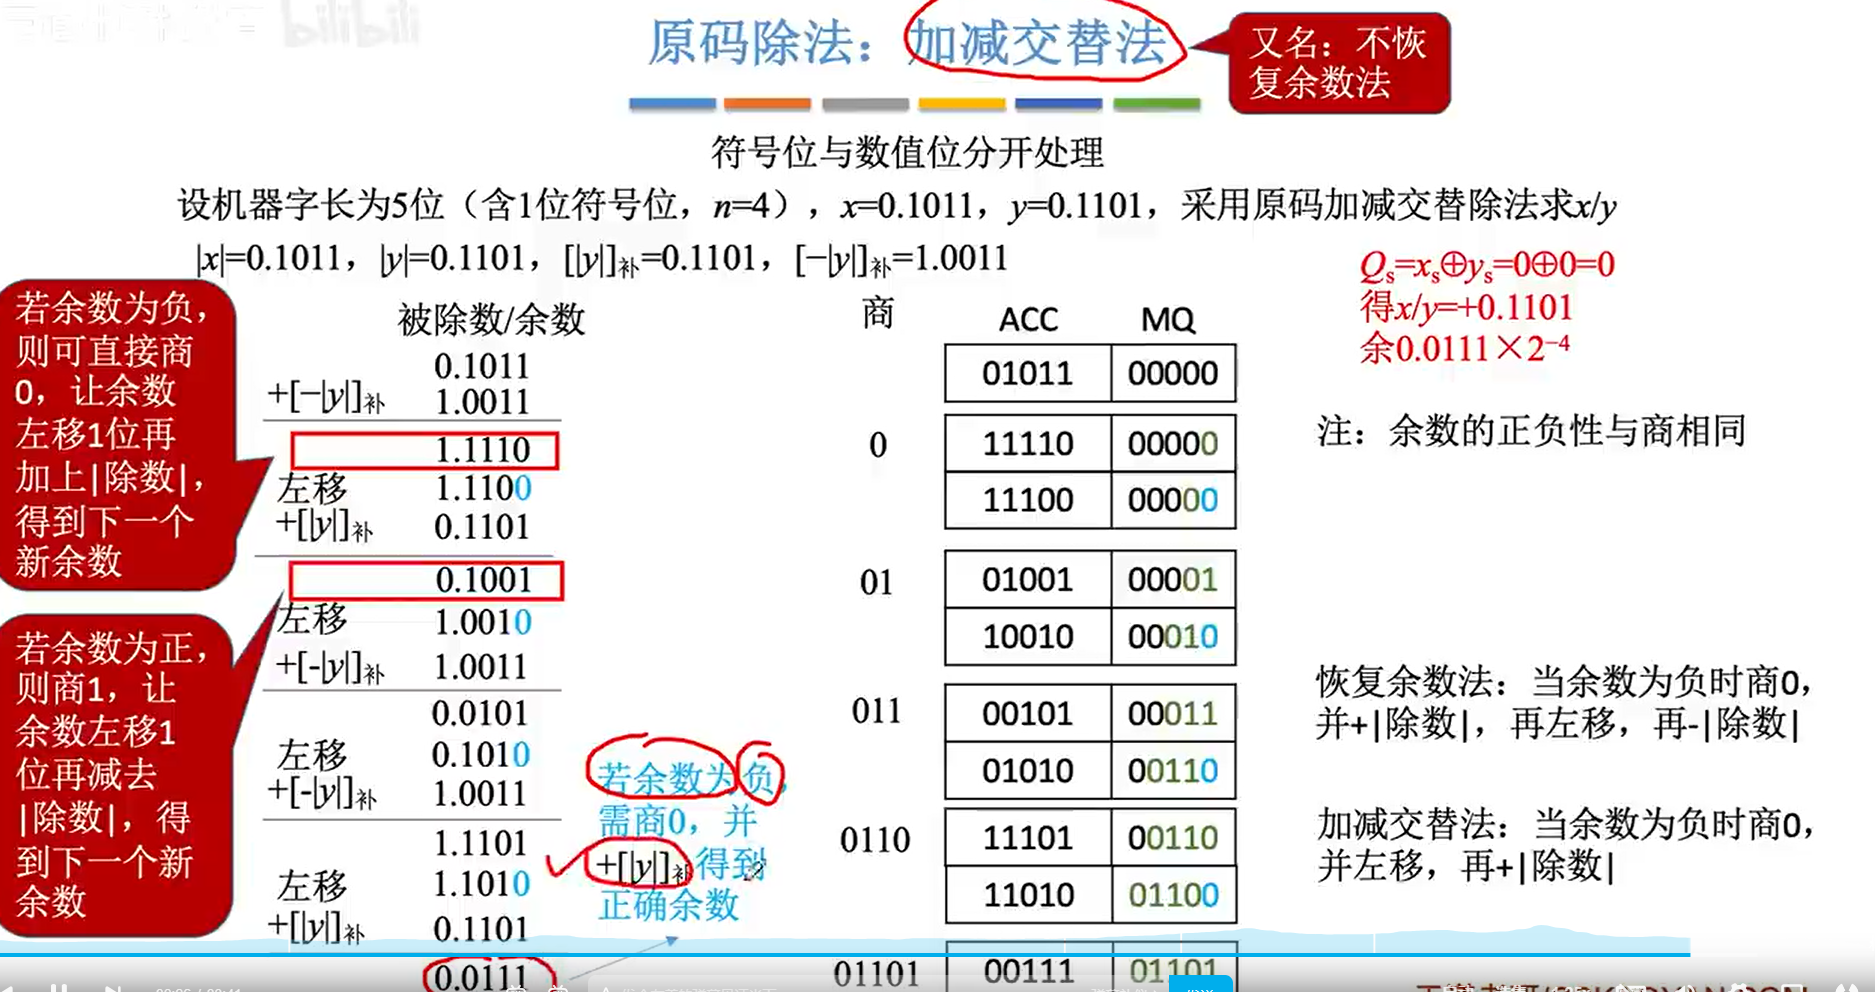 bilibili
原码除法：加减交替法
又名：不恢
复余数法
符号位与数值位分开处理
设机器字长为5位（含1位符号位，n=4），x=0.1011，y=0.1101，采用原码加减交替除法求x/y
|x|=0.1011，|y|=0.1101，[|y|]补=0.1101，[−|y|]补=1.0011
Qs=xs⊕ys=0⊕0=0
得x/y=+0.1101
余0.0111×2⁻⁴
注：余数的正负性与商相同
若余数为负，
则可直接商
0，让余数
左移1位再
加上|除数|，
得到下一个
新余数
若余数为正，
则商1，让
余数左移1
位再减去
|除数|，得
到下一个新
余数
被除数/余数
0.1011
+[−|y|]补 1.0011
1.1110
左移 1.1100
+[|y|]补 0.1101
0.1001
左移 1.0010
+[-|y|]补 1.0011
0.0101
左移 0.1010
+[-|y|]补 1.0011
1.1101
左移 1.1010
+[|y|]补 0.1101
0.0111
若余数为负，
需商0，并
+[|y|]补得到
正确余数
商 ACC MQ
01011 00000
0 11110 00000
11100 00000
01 01001 00001
10010 00010
011 00101 00011
01010 00110
0110 11101 00110
11010 01100
01101 00111 01101
恢复余数法：当余数为负时商0，
并+|除数|，再左移，再-|除数|
加减交替法：当余数为负时商0，
并左移，再+|除数|